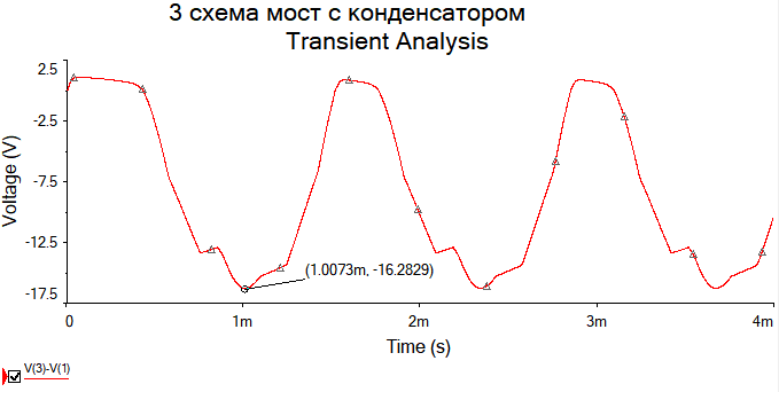 3 схема мост с конденсатором
Transient Analysis
2.5
-2.5
-7.5
-12.5
-17.5
Voltage (V)
(1.0073m, -16.2829)
0 1m 2m 3m 4m
Time (s)
V(3)-V(1)